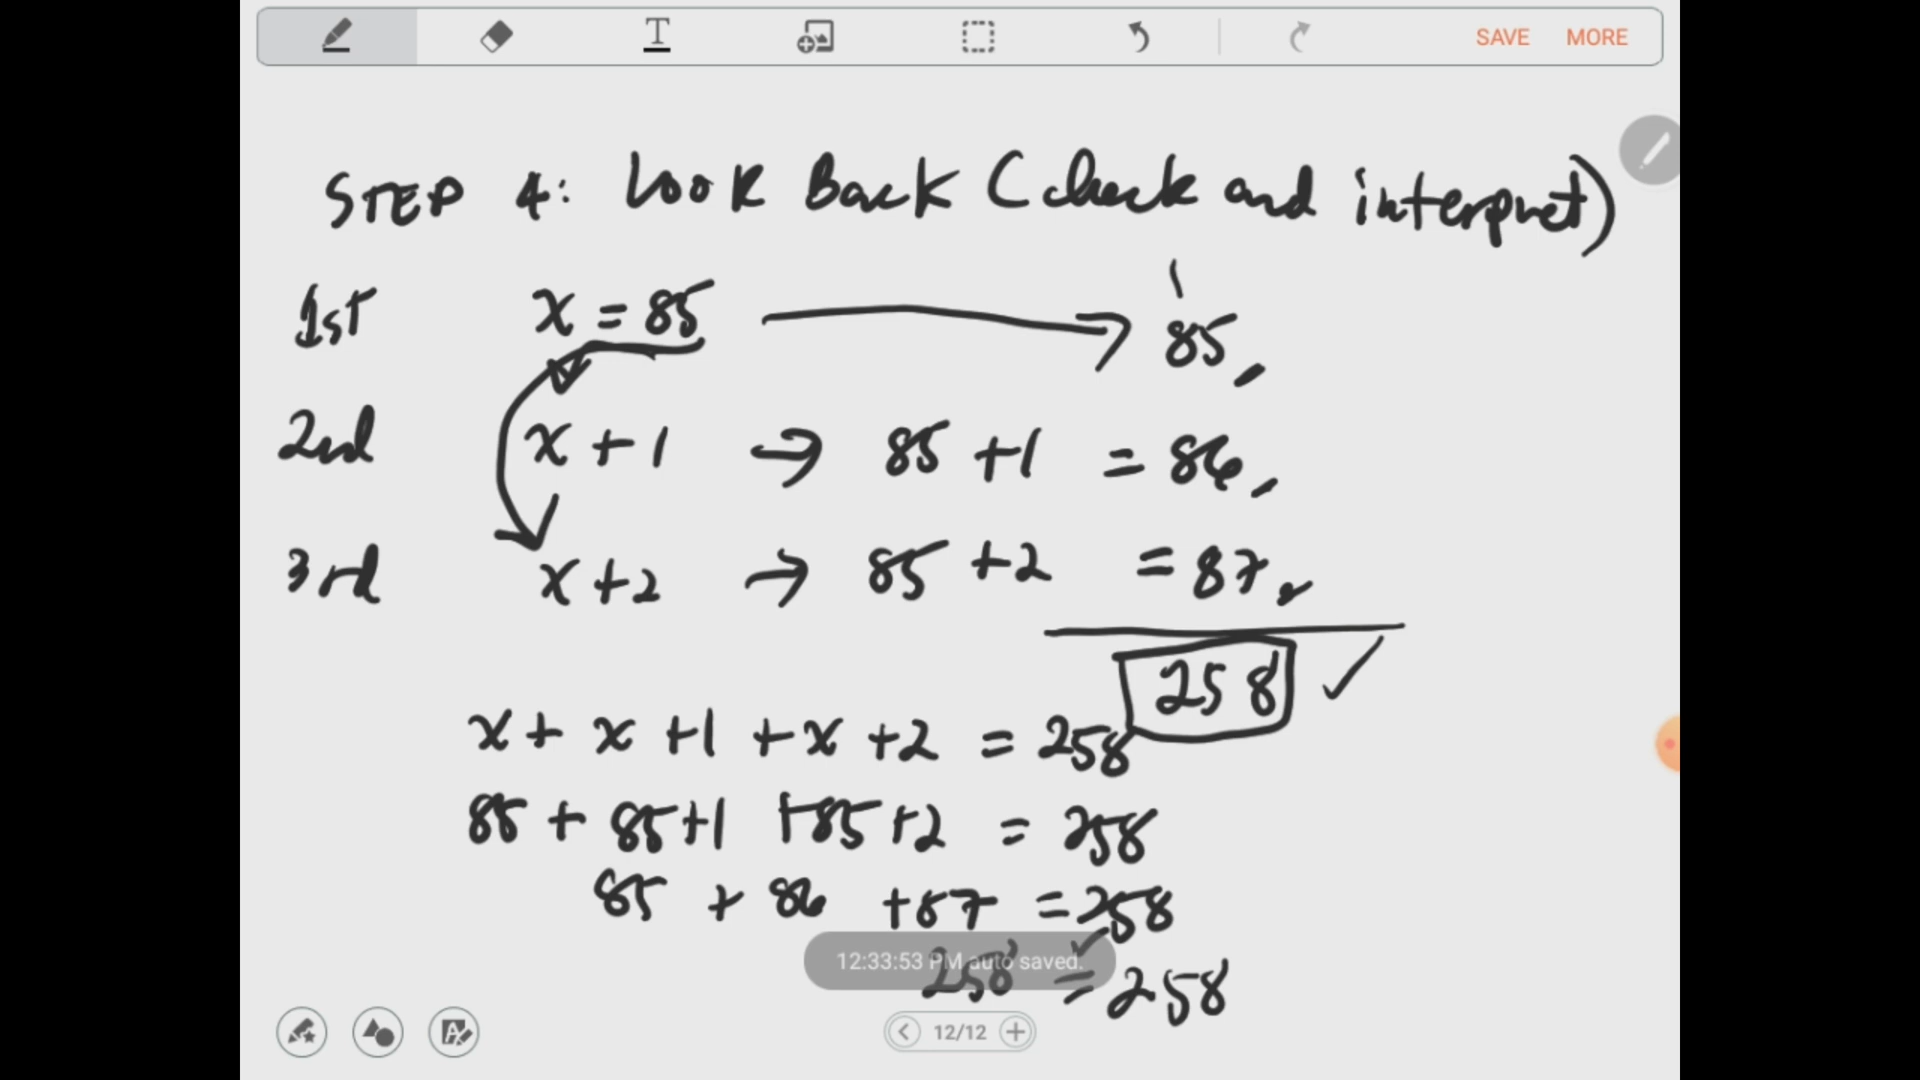 T SAVE MORE
STEP 4: Look Back (check and interpret)
1
1st x = 85 → 85,
2nd x + 1 → 85 + 1 = 86,
3rd x + 2 → 85 + 2 = 87,
258 ✓
x + x + 1 + x + 2 = 258
85 + 85 + 1 + 85 + 2 = 258
85 + 86 + 87 = 258
258 = 258
12:33:53 PM auto saved.
12/12